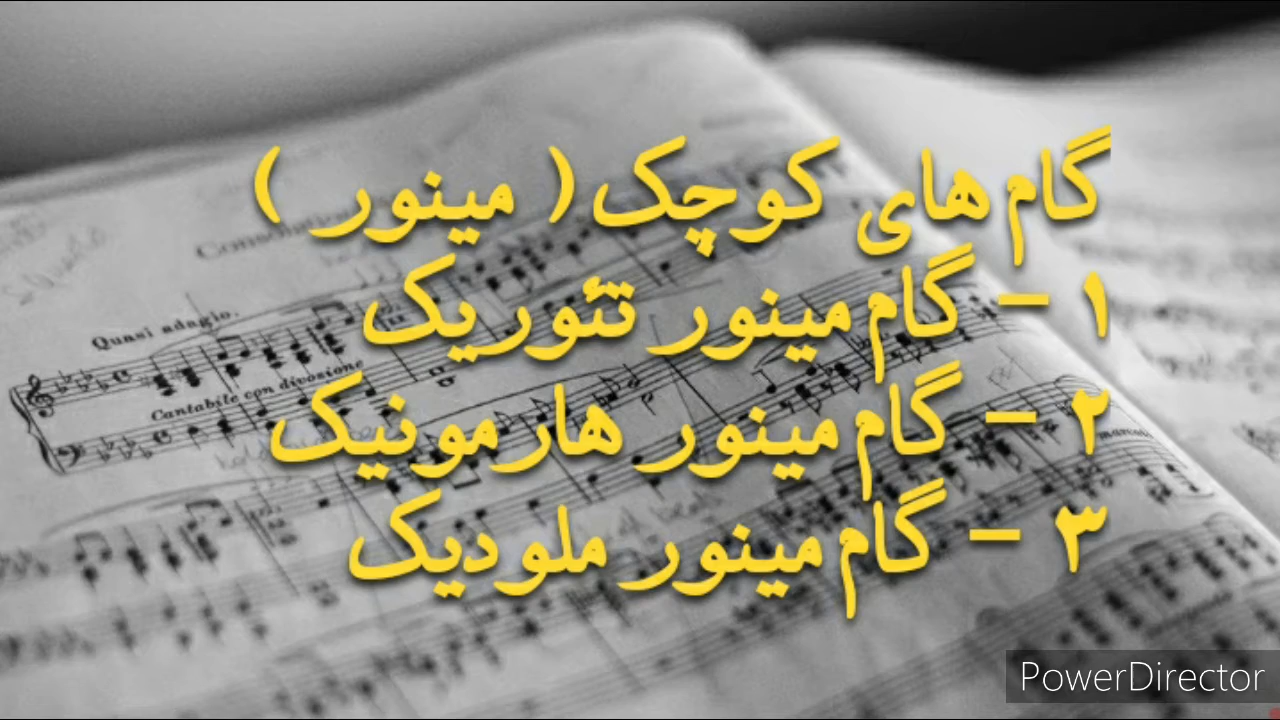 گام های کوچک ( مینور )
۱ - گام مینور تئوریک
۲ - گام مینور هارمونیک
۳ - گام مینور ملودیک
Quasi adagio.
Cantabile con divozione
PowerDirector